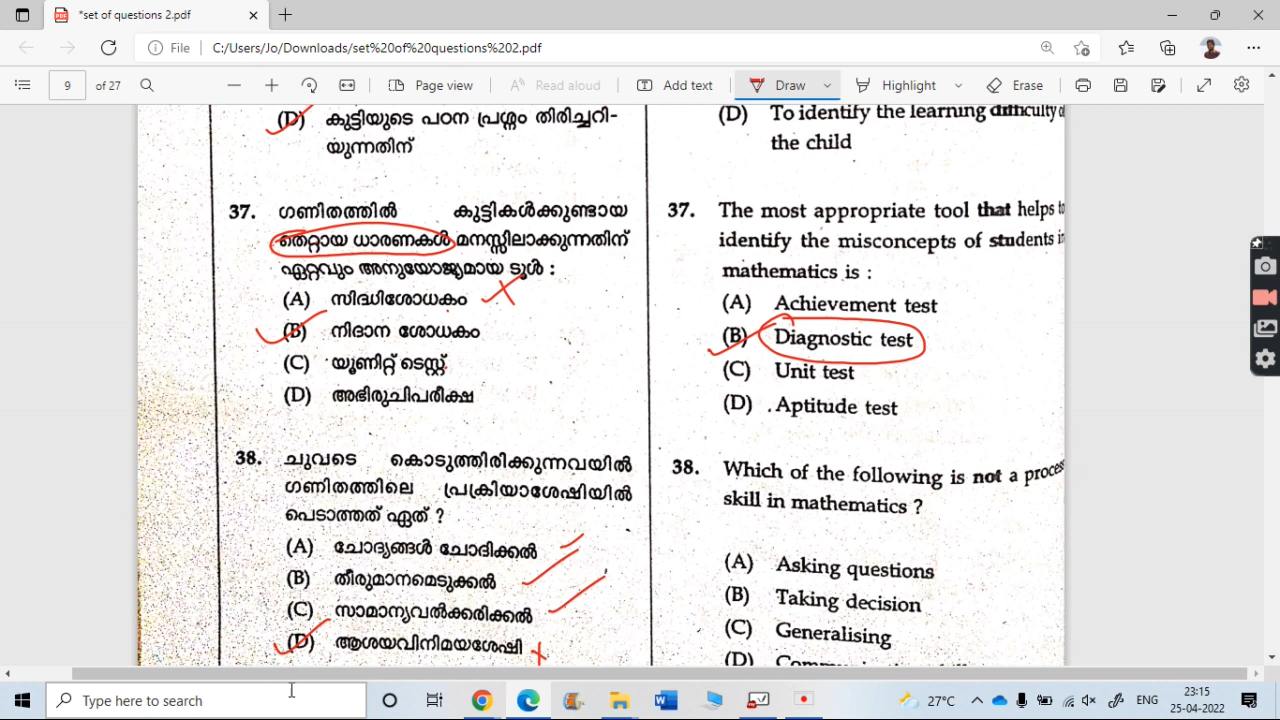 *set of questions 2.pdf
File
C:/Users/Jo/Downloads/set%20of%20questions%202.pdf
9 of 27
Page view
Read aloud
Add text
Draw
Highlight
Erase
(D) കുട്ടിയുടെ പഠന പ്രശ്നം തിരിച്ചറി-
യുന്നതിന്
37. ഗണിതത്തിൽ കുട്ടികൾക്കുണ്ടായ
തെറ്റായ ധാരണകൾ മനസ്സിലാക്കുന്നതിന്
ഏറ്റവും അനുയോജ്യമായ ടൂൾ :
(A) സിദ്ധിശോധകം
(B) നിദാന ശോധകം
(C) യൂണിറ്റ് ടെസ്റ്റ്
(D) അഭിരുചിപരീക്ഷ
38. ചുവടെ കൊടുത്തിരിക്കുന്നവയിൽ
ഗണിതത്തിലെ പ്രക്രിയാശേഷിയിൽ
പെടാത്തത് ഏത് ?
(A) ചോദ്യങ്ങൾ ചോദിക്കൽ
(B) തീരുമാനമെടുക്കൽ
(C) സാമാന്യവൽക്കരിക്കൽ
(D) ആശയവിനിമയശേഷി
(D) To identify the learning difficulty
the child
37. The most appropriate tool that helps
identify the misconcepts of students in
mathematics is :
(A) Achievement test
(B) Diagnostic test
(C) Unit test
(D) Aptitude test
38. Which of the following is not a
skill in mathematics ?
(A) Asking questions
(B) Taking decision
(C) Generalising
(D)
Type here to search
27°C
ENG
23:15
25-04-2022